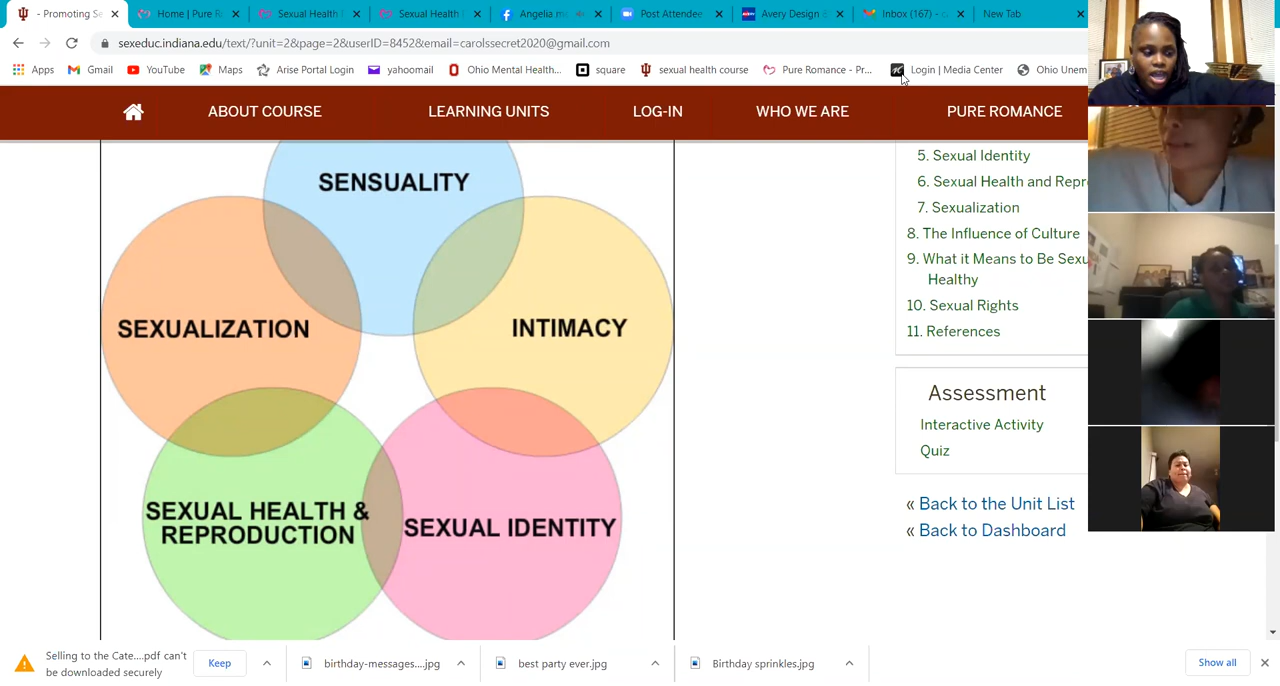 - Promoting Se
Home | Pure R
Sexual Health
Sexual Health
Angelia m
Post Attendee
Avery Design &
Inbox (167) -
New Tab
sexeduc.indiana.edu/text/?unit=2&page=2&userID=8452&email=carolssecret2020@gmail.com
Apps
Gmail
YouTube
Maps
Arise Portal Login
yahoomail
Ohio Mental Health...
square
sexual health course
Pure Romance - Pr...
Login | Media Center
Ohio Unem
ABOUT COURSE
LEARNING UNITS
LOG-IN
WHO WE ARE
PURE ROMANCE
SENSUALITY
SEXUALIZATION
INTIMACY
SEXUAL HEALTH &
REPRODUCTION
SEXUAL IDENTITY
5. Sexual Identity
6. Sexual Health and Repr
7. Sexualization
8. The Influence of Culture
9. What it Means to Be Sexu
Healthy
10. Sexual Rights
11. References
Assessment
Interactive Activity
Quiz
« Back to the Unit List
« Back to Dashboard
Selling to the Cate....pdf can't
be downloaded securely
Keep
birthday-messages....jpg
best party ever.jpg
Birthday sprinkles.jpg
Show all